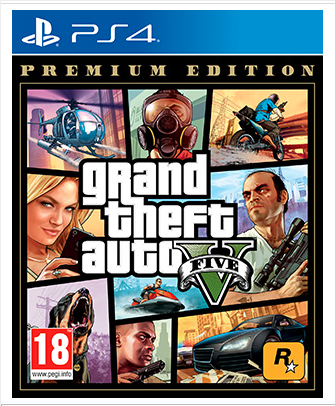 PS4
PREMIUM EDITION
grand
theft
auto
V
FIVE
18
www.pegi.info
R